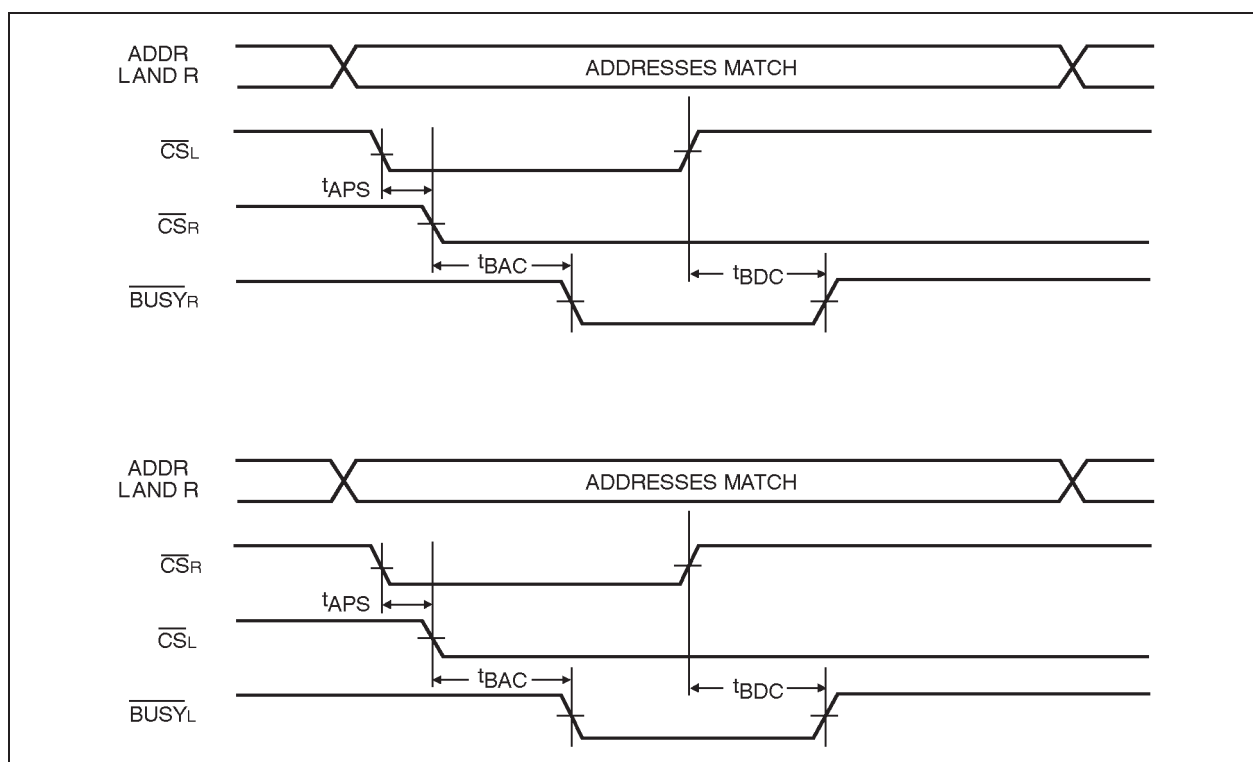 ADDR
LAND R
ADDRESSES MATCH
CSL
tAPS
CSR
tBAC
tBDC
BUSYR
ADDR
LAND R
ADDRESSES MATCH
CSR
tAPS
CSL
tBAC
tBDC
BUSYL